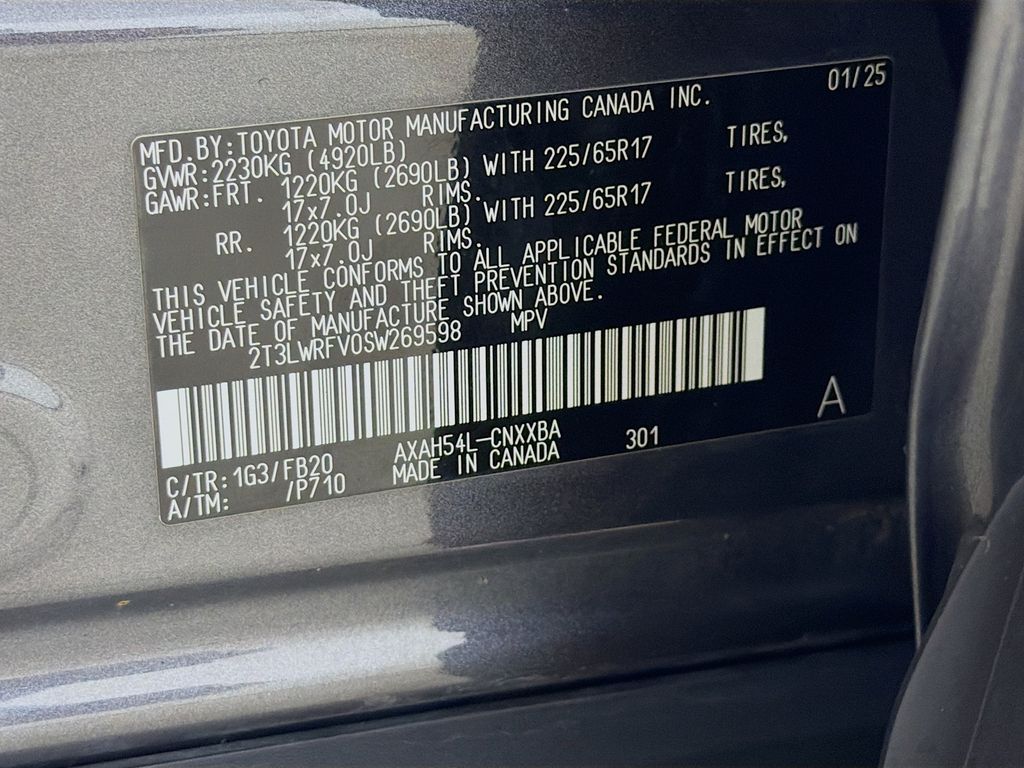 01/25
MFD.BY:TOYOTA MOTOR MANUFACTURING CANADA INC.
GVWR:2230KG (4920LB)
GAWR:FRT. 1220KG (2690LB) WITH 225/65R17 TIRES,
17x7.0J RIMS.
RR. 1220KG (2690LB) WITH 225/65R17 TIRES,
17x7.0J RIMS.
THIS VEHICLE CONFORMS TO ALL APPLICABLE FEDERAL MOTOR
VEHICLE SAFETY AND THEFT PREVENTION STANDARDS IN EFFECT ON
THE DATE OF MANUFACTURE SHOWN ABOVE.
2T3LWRFV0SW269598 MPV
A
C/TR:1G3/FB20 AXAH54L-CNXXBA 301
A/TM: /P710 MADE IN CANADA